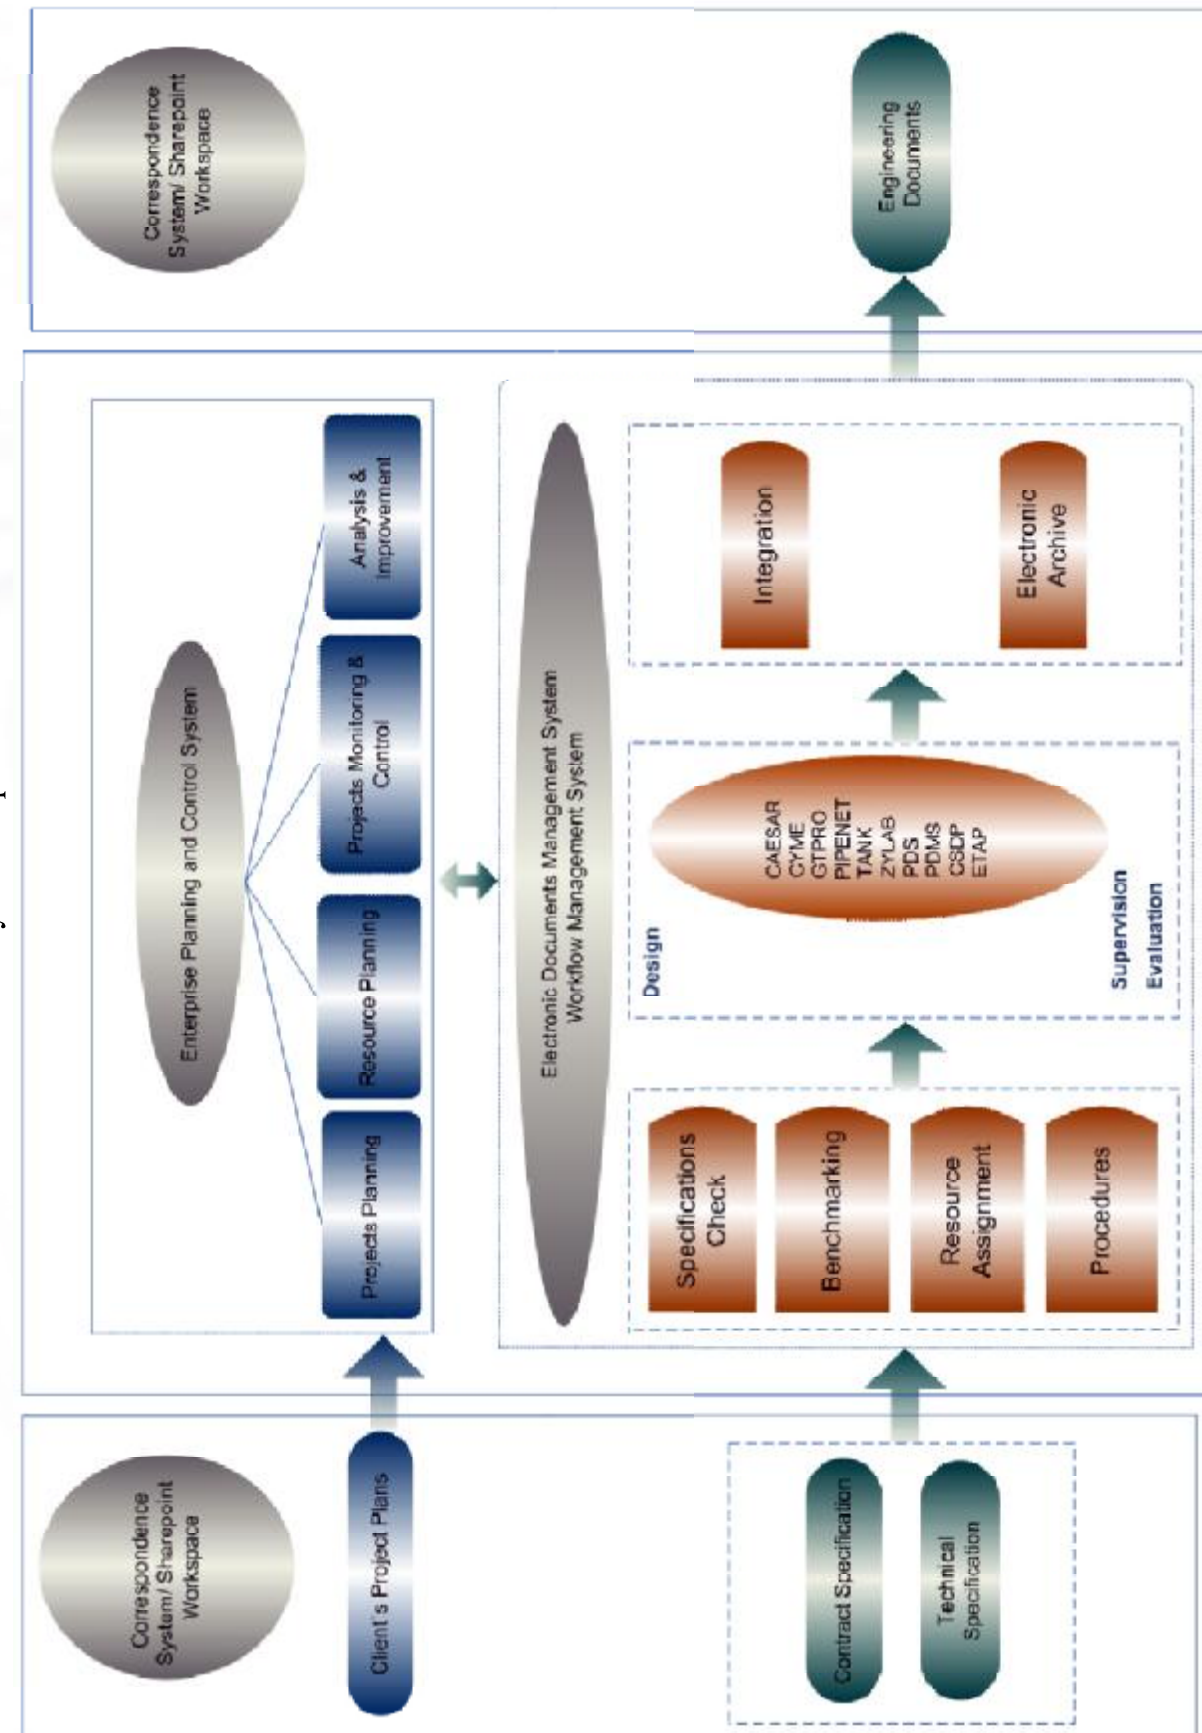 Correspondence
System/ Sharepoint
Workspace
Client's Project Plans
Contract Specification
Technical
Specification
Enterprise Planning and Control System
Projects Planning
Resource Planning
Projects Monitoring &
Control
Analysis &
Improvement
Electronic Documents Management System
Workflow Management System
Specifications
Check
Benchmarking
Resource
Assignment
Procedures
Design
CAESAR
CYME
GTPRO
PIPENET
TANK
ZYLAB
PDS
PDMS
CSDP
ETAP
Supervision
Evaluation
Integration
Electronic
Archive
Correspondence
System/ Sharepoint
Workspace
Engineering
Documents